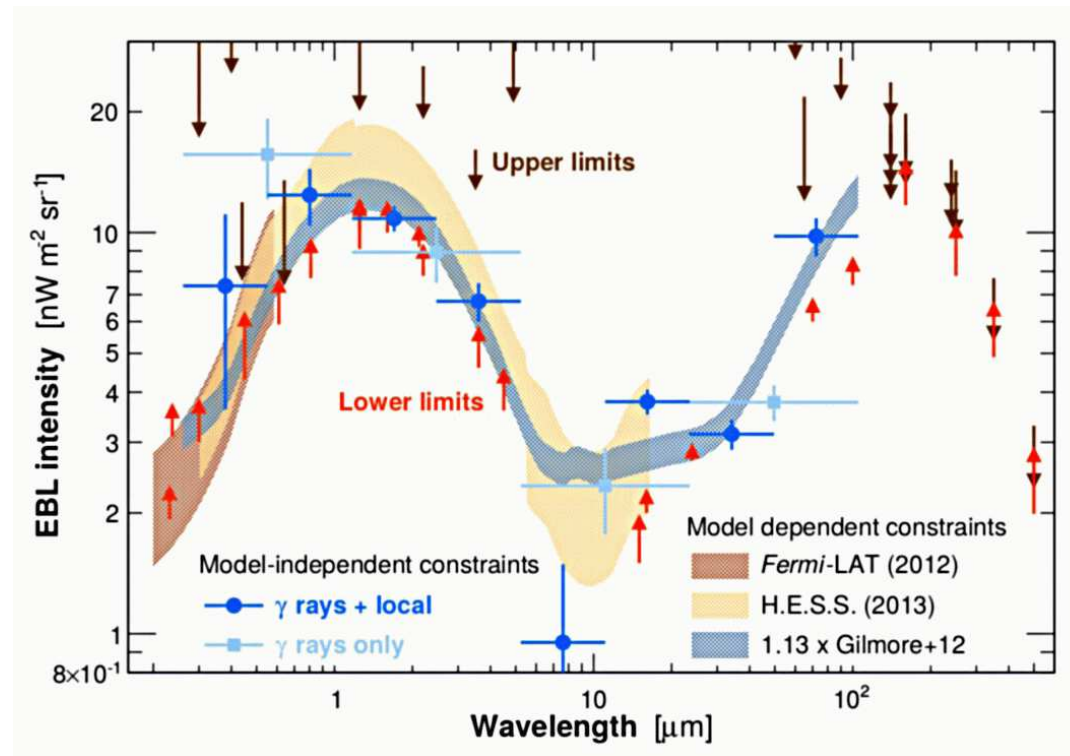 20
10
7
6
5
4
3
2
1
8×10⁻¹
EBL intensity [nW m⁻² sr⁻¹]
Upper limits
Lower limits
Model-independent constraints
γ rays + local
γ rays only
Model dependent constraints
Fermi-LAT (2012)
H.E.S.S. (2013)
1.13 x Gilmore+12
1 10 10²
Wavelength [μm]